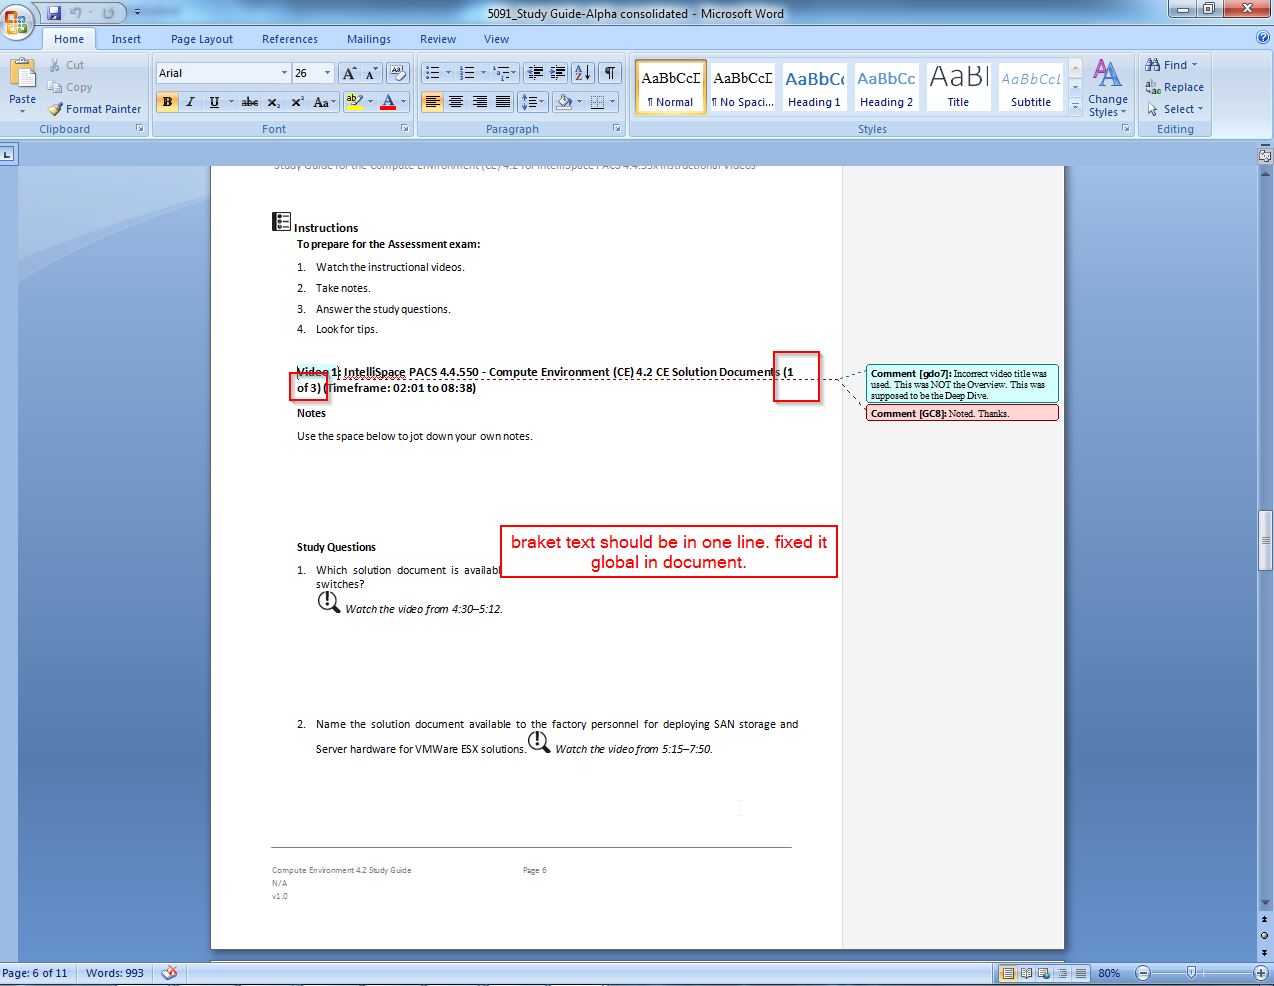 5091_Study Guide-Alpha consolidated - Microsoft Word
Home Insert Page Layout References Mailings Review View
Paste
Cut
Copy
Format Painter
Clipboard
Arial 26
Font
Paragraph
AaBbCcD AaBbCcD AaBbCc AaBbCc AaBl AaBbCcL
¶ Normal ¶ No Spaci... Heading 1 Heading 2 Title Subtitle
Change Styles
Styles
Find
Replace
Select
Editing
Study Guide for the Compute Environment (CE) 4.2 for IntelliSpace PACS 4.4.55x Instructional Videos
Instructions
To prepare for the Assessment exam:
1. Watch the instructional videos.
2. Take notes.
3. Answer the study questions.
4. Look for tips.
Video 1: IntelliSpace PACS 4.4.550 - Compute Environment (CE) 4.2 CE Solution Documents (1
of 3) (Timeframe: 02:01 to 08:38)
Comment [gdo7]: Incorrect video title was
used. This was NOT the Overview. This was
supposed to be the Deep Dive.
Comment [GC8]: Noted. Thanks.
Notes
Use the space below to jot down your own notes.
braket text should be in one line. fixed it
global in document.
Study Questions
1. Which solution document is availabl
switches?
Watch the video from 4:30–5:12.
2. Name the solution document available to the factory personnel for deploying SAN storage and
Server hardware for VMWare ESX solutions. Watch the video from 5:15–7:50.
Compute Environment 4.2 Study Guide Page 6
N/A
v1.0
Page: 6 of 11 Words: 993 80%